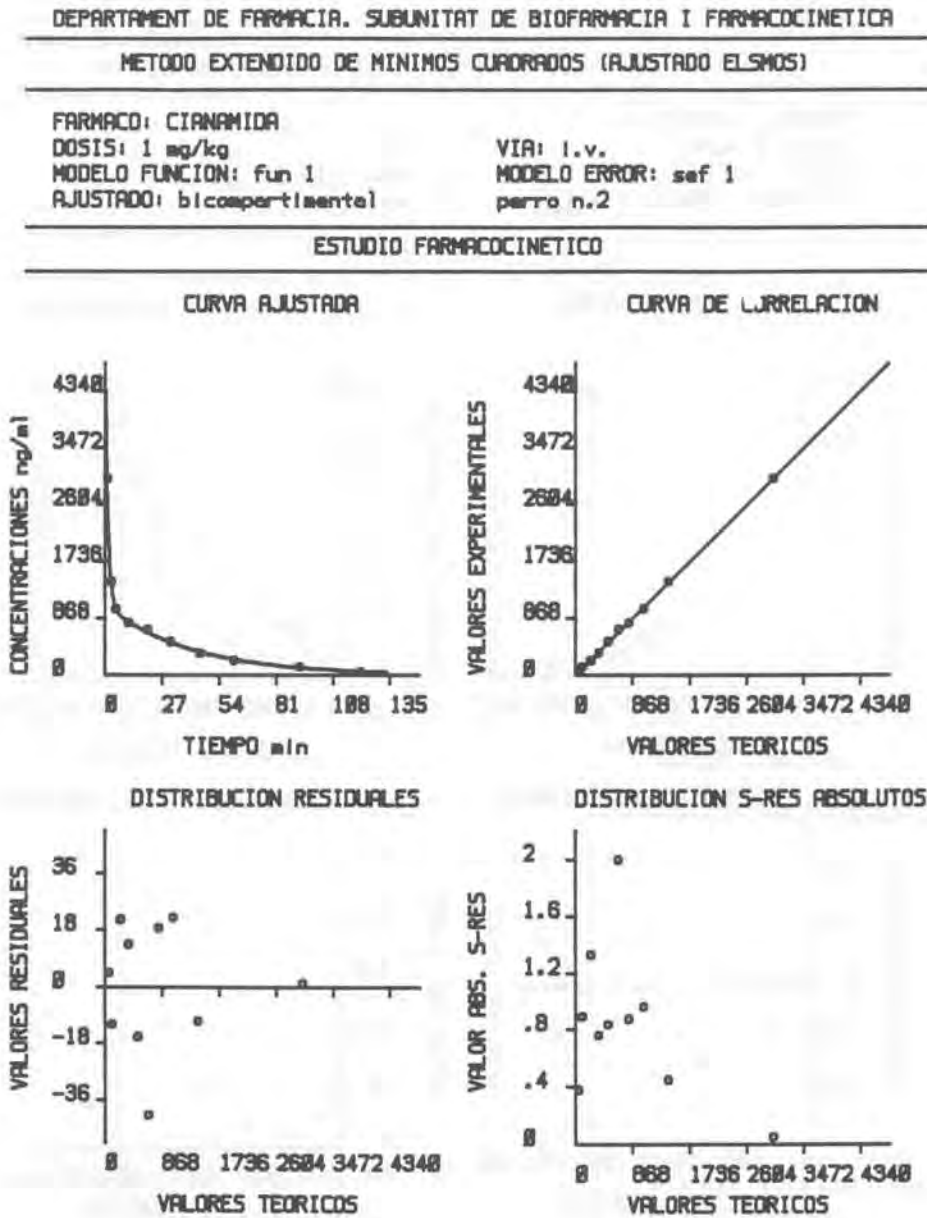 DEPARTAMENT DE FARMACIA. SUBUNITAT DE BIOFARMACIA I FARMACOCINETICA
METODO EXTENDIDO DE MINIMOS CUADRADOS (AJUSTADO ELSMOS)
FARMACO: CIANAMIDA
DOSIS: 1 mg/kg VIA: i.v.
MODELO FUNCION: fun 1 MODELO ERROR: sef 1
AJUSTADO: bicompartimental perro n.2
ESTUDIO FARMACOCINETICO
CURVA AJUSTADA
CONCENTRACIONES ng/ml
4340
3472
2604
1736
868
0
0 27 54 81 108 135
TIEMPO min
CURVA DE
VALORES EXPERIMENTALES
4340
3472
2604
1736
868
0
0 868 1736 2604 3472 4340
VALORES TEORICOS
DISTRIBUCION RESIDUALES
VALORES RESIDUALES
36
18
0
-18
-36
0 868 1736 2604 3472 4340
VALORES TEORICOS
DISTRIBUCION S-RES ABSOLUTOS
VALOR ABS. S-RES
2
1.6
1.2
.8
.4
0
0 868 1736 2604 3472 4340
VALORES TEORICOS